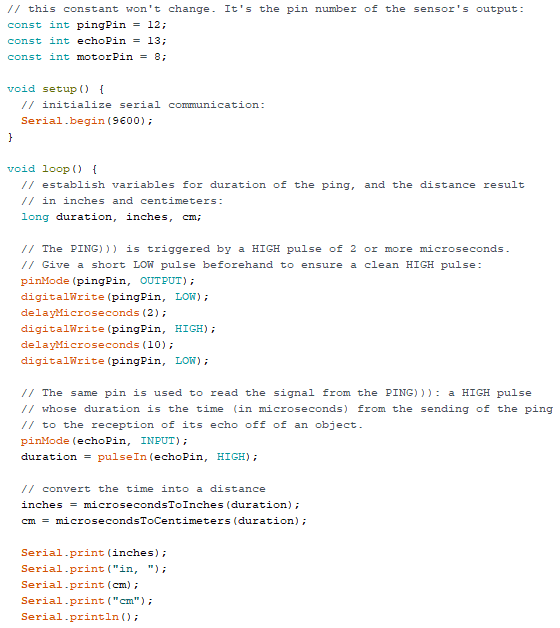 // this constant won't change. It's the pin number of the sensor's output:
const int pingPin = 12;
const int echoPin = 13;
const int motorPin = 8;

void setup() {
  // initialize serial communication:
  Serial.begin(9600);
}

void loop() {
  // establish variables for duration of the ping, and the distance result
  // in inches and centimeters:
  long duration, inches, cm;

  // The PING))) is triggered by a HIGH pulse of 2 or more microseconds.
  // Give a short LOW pulse beforehand to ensure a clean HIGH pulse:
  pinMode(pingPin, OUTPUT);
  digitalWrite(pingPin, LOW);
  delayMicroseconds(2);
  digitalWrite(pingPin, HIGH);
  delayMicroseconds(10);
  digitalWrite(pingPin, LOW);

  // The same pin is used to read the signal from the PING))): a HIGH pulse
  // whose duration is the time (in microseconds) from the sending of the ping
  // to the reception of its echo off of an object.
  pinMode(echoPin, INPUT);
  duration = pulseIn(echoPin, HIGH);

  // convert the time into a distance
  inches = microsecondsToInches(duration);
  cm = microsecondsToCentimeters(duration);

  Serial.print(inches);
  Serial.print("in, ");
  Serial.print(cm);
  Serial.print("cm");
  Serial.println();